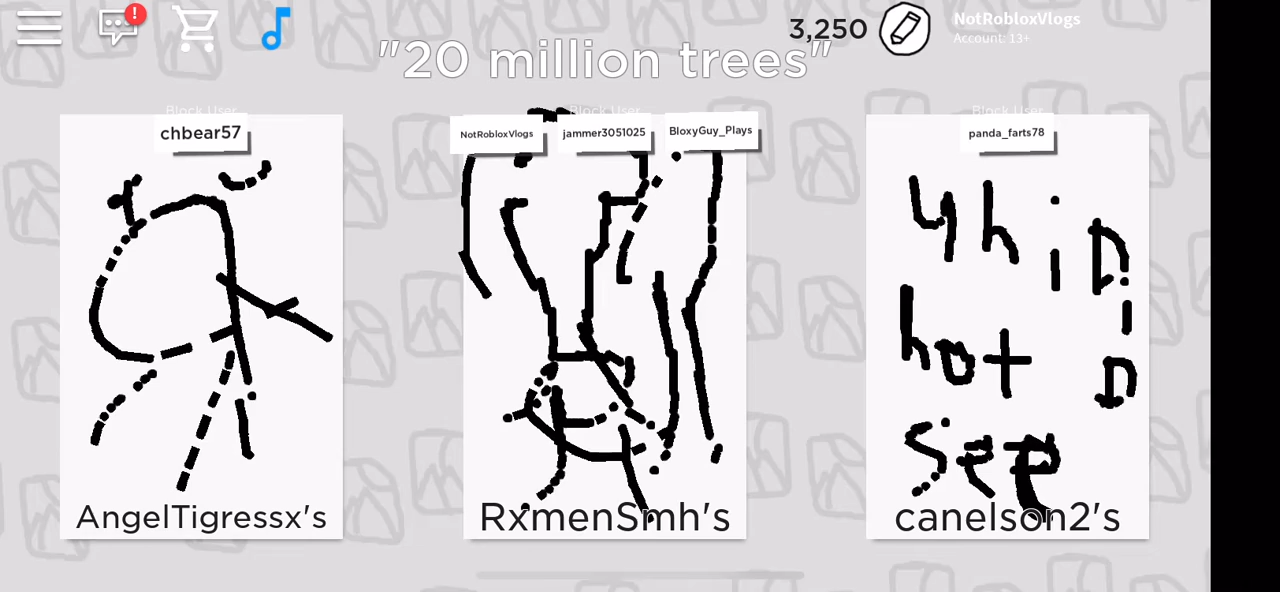 !
3,250
NotRobloxVlogs
Account: 13+
"20 million trees"
Block User
Block User
Block User
chbear57
NotRobloxVlogs
jammer3051025
BloxyGuy_Plays
panda_farts78
hot
see
AngelTigressx's
RxmenSmh's
canelson2's